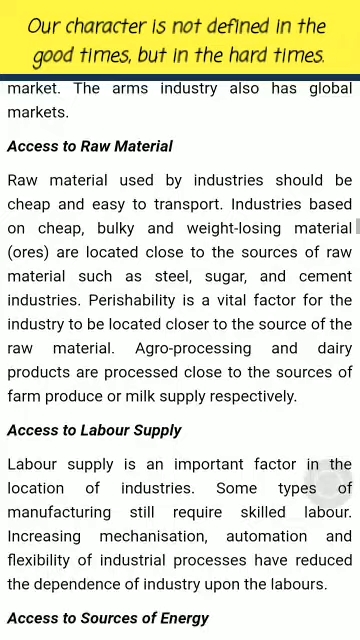 Our character is not defined in the
good times, but in the hard times.
market. The arms industry also has global
markets.
Access to Raw Material
Raw material used by industries should be
cheap and easy to transport. Industries based
on cheap, bulky and weight-losing material
(ores) are located close to the sources of raw
material such as steel, sugar, and cement
industries. Perishability is a vital factor for the
industry to be located closer to the source of the
raw material. Agro-processing and dairy
products are processed close to the sources of
farm produce or milk supply respectively.
Access to Labour Supply
Labour supply is an important factor in the
location of industries. Some types of
manufacturing still require skilled labour.
Increasing mechanisation, automation and
flexibility of industrial processes have reduced
the dependence of industry upon the labours.
Access to Sources of Energy